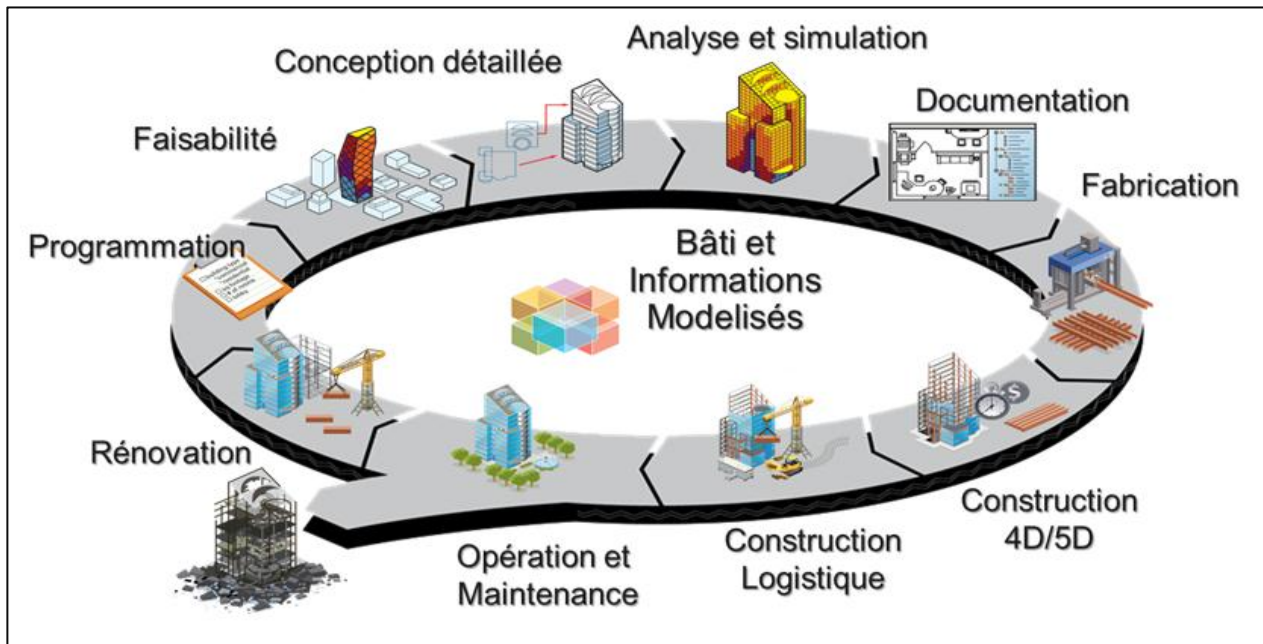 Analyse et simulation
Conception détaillée
Documentation
Faisabilité
Fabrication
Programmation
Bâti et
Informations
Modelisés
Rénovation
Construction
4D/5D
Construction
Logistique
Opération et
Maintenance
$